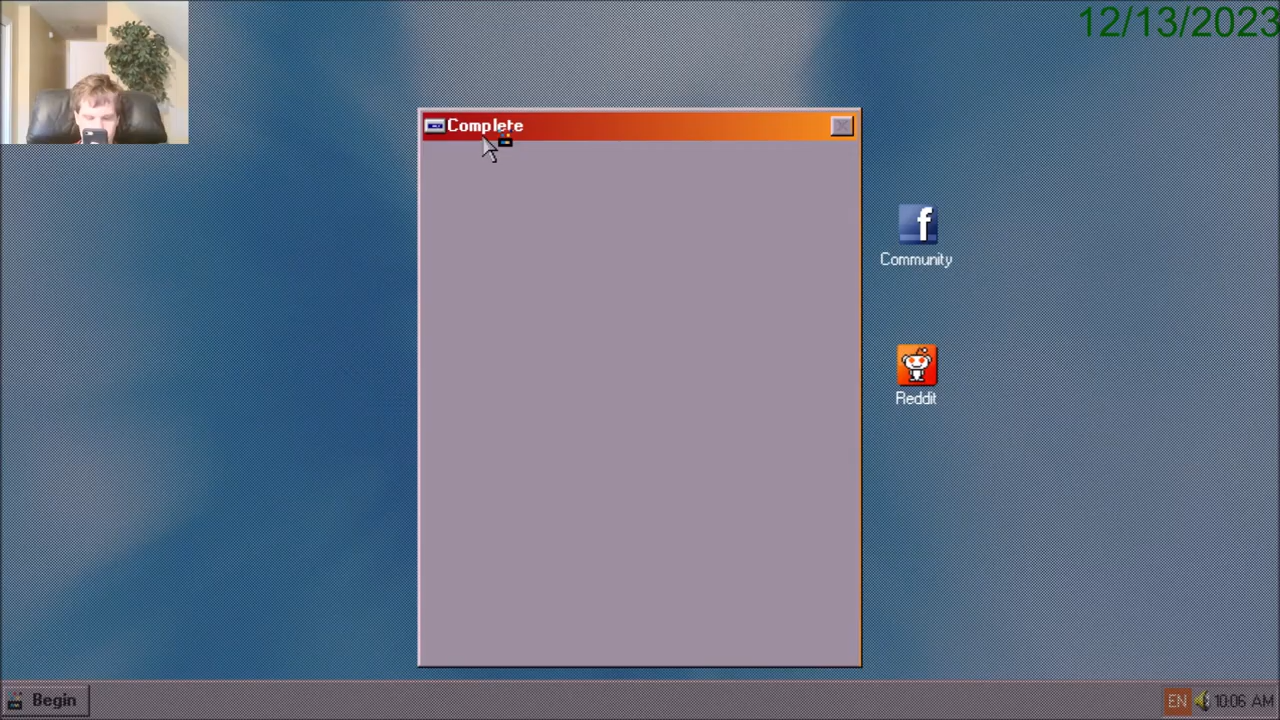 12/13/2023
Complete
f
Community
Reddit
Begin
EN
10:06 AM